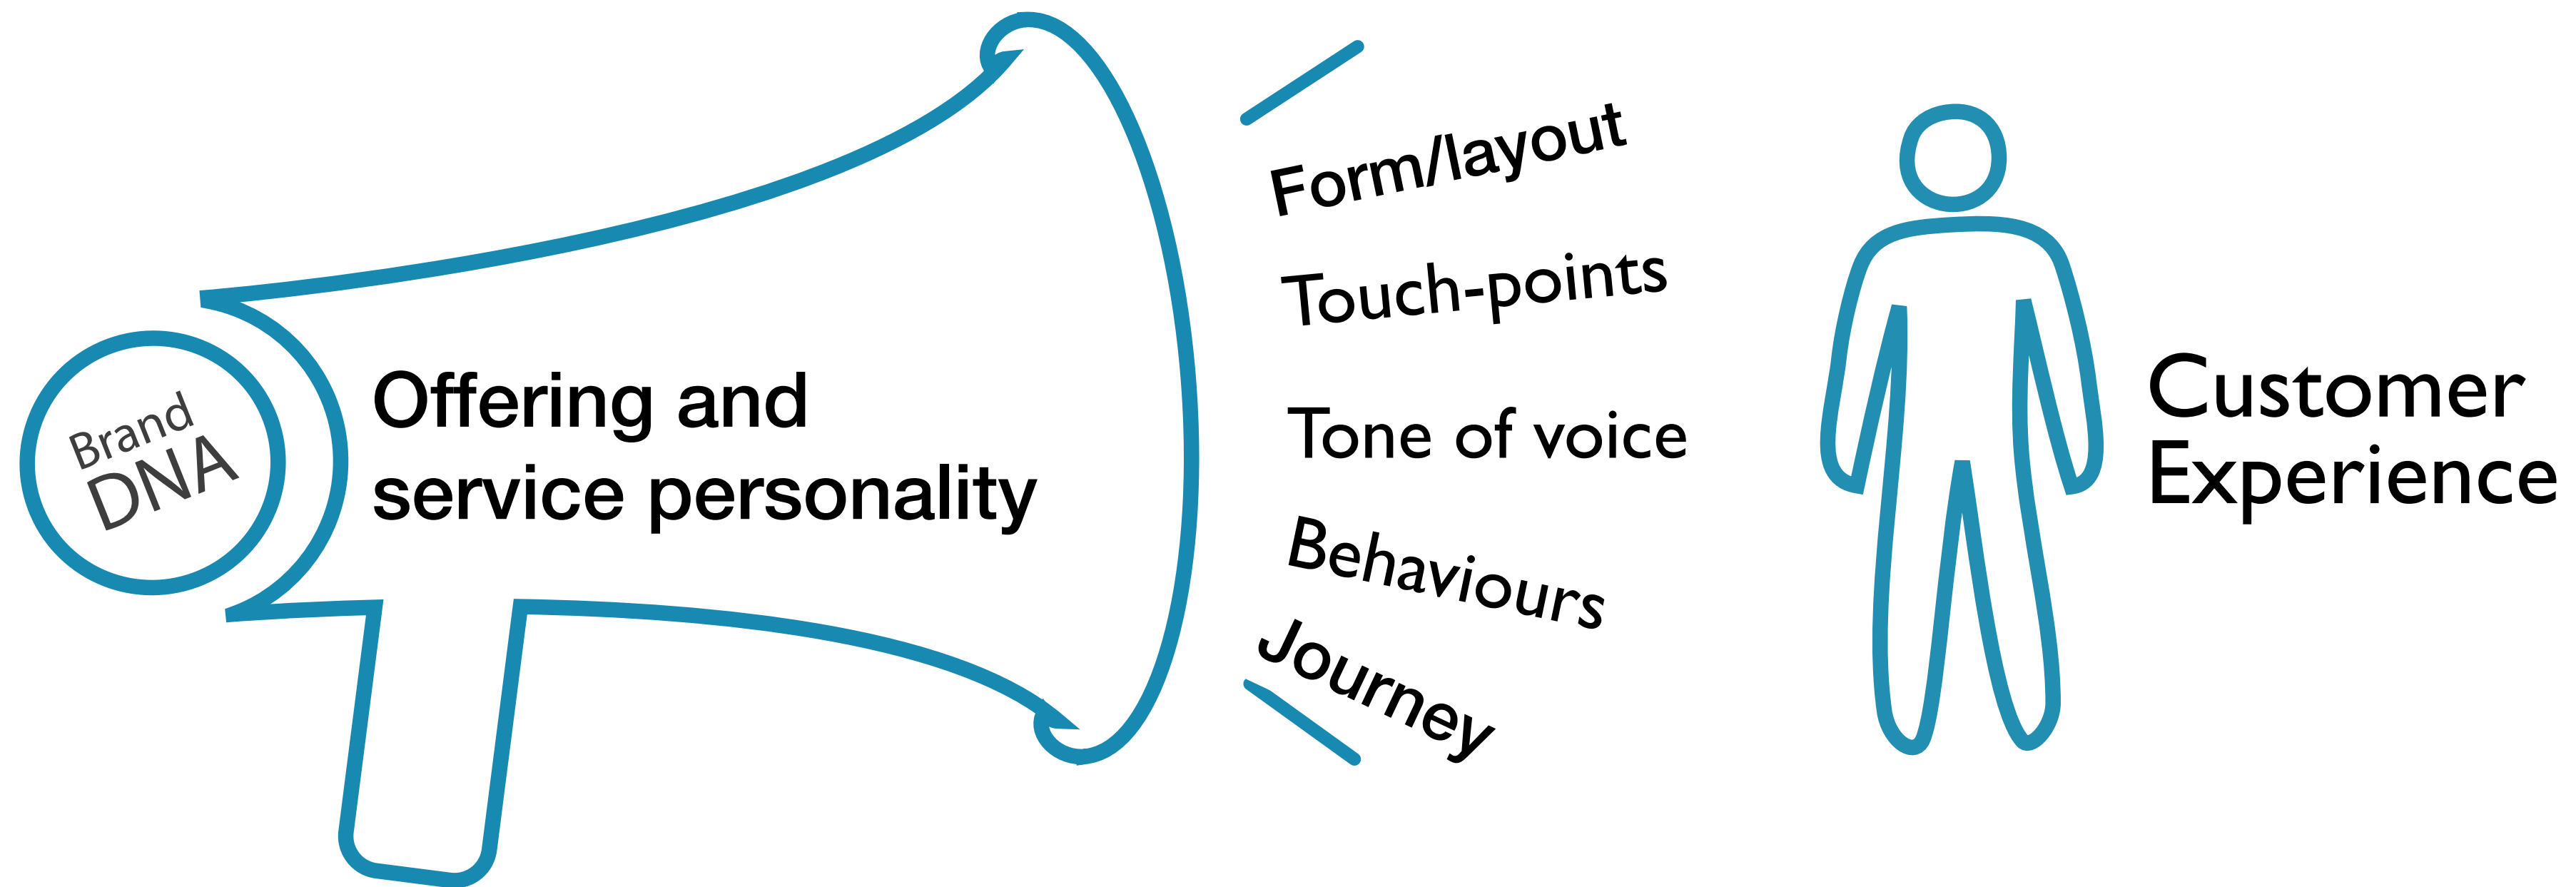 Brand
DNA
Offering and
service personality
Form/layout
Touch-points
Tone of voice
Behaviours
Journey
Customer
Experience